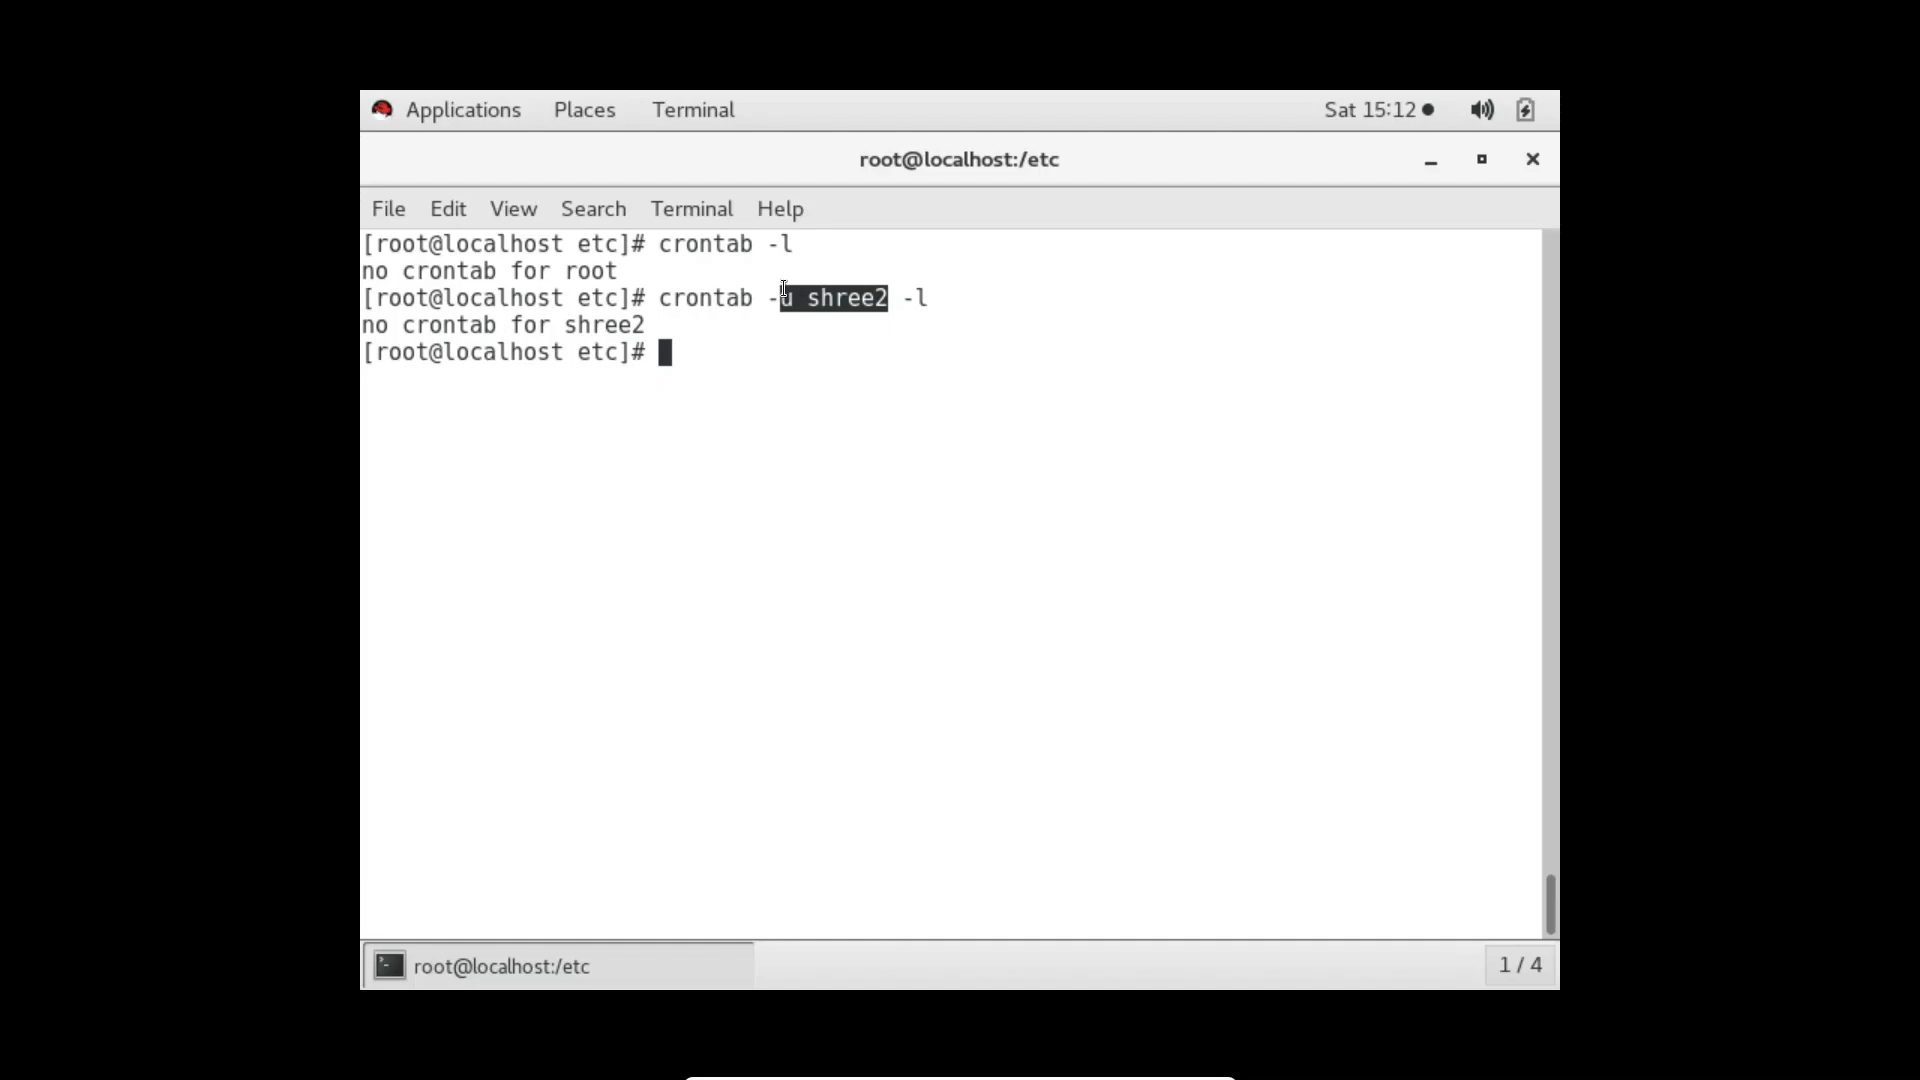 Applications Places Terminal Sat 15:12
root@localhost:/etc
File Edit View Search Terminal Help
[root@localhost etc]# crontab -l
no crontab for root
[root@localhost etc]# crontab -u shree2 -l
no crontab for shree2
[root@localhost etc]#
root@localhost:/etc 1 / 4